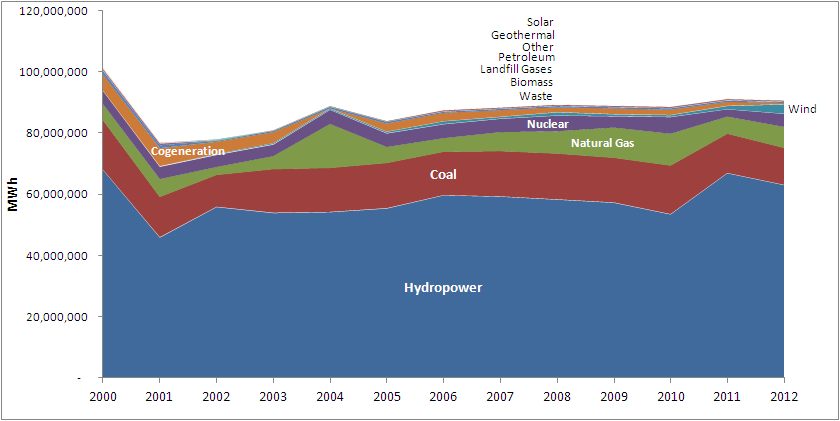 120,000,000
100,000,000
80,000,000
60,000,000
40,000,000
20,000,000
-
MWh
Solar
Geothermal
Other
Petroleum
Landfill Gases
Biomass
Waste
Wind
Cogeneration
Nuclear
Natural Gas
Coal
Hydropower
2000 2001 2002 2003 2004 2005 2006 2007 2008 2009 2010 2011 2012